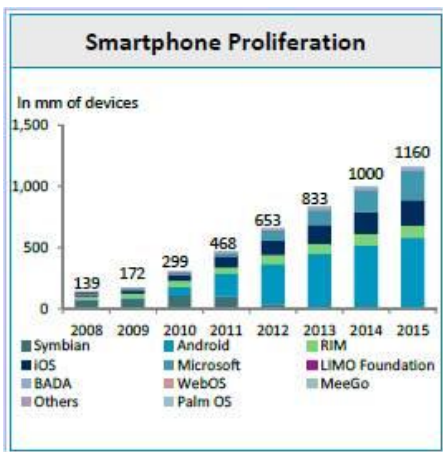 Smartphone Proliferation
In mm of devices
1,500
1,000
500
0
139 172 299 468 653 833 1000 1160
2008 2009 2010 2011 2012 2013 2014 2015
Symbian Android RIM
iOS Microsoft LIMO Foundation
BADA WebOS MeeGo
Others Palm OS